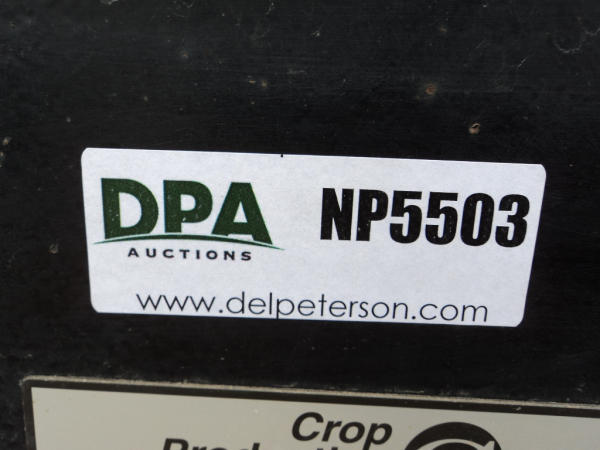 DPA
AUCTIONS
NP5503
www.delpeterson.com
Crop